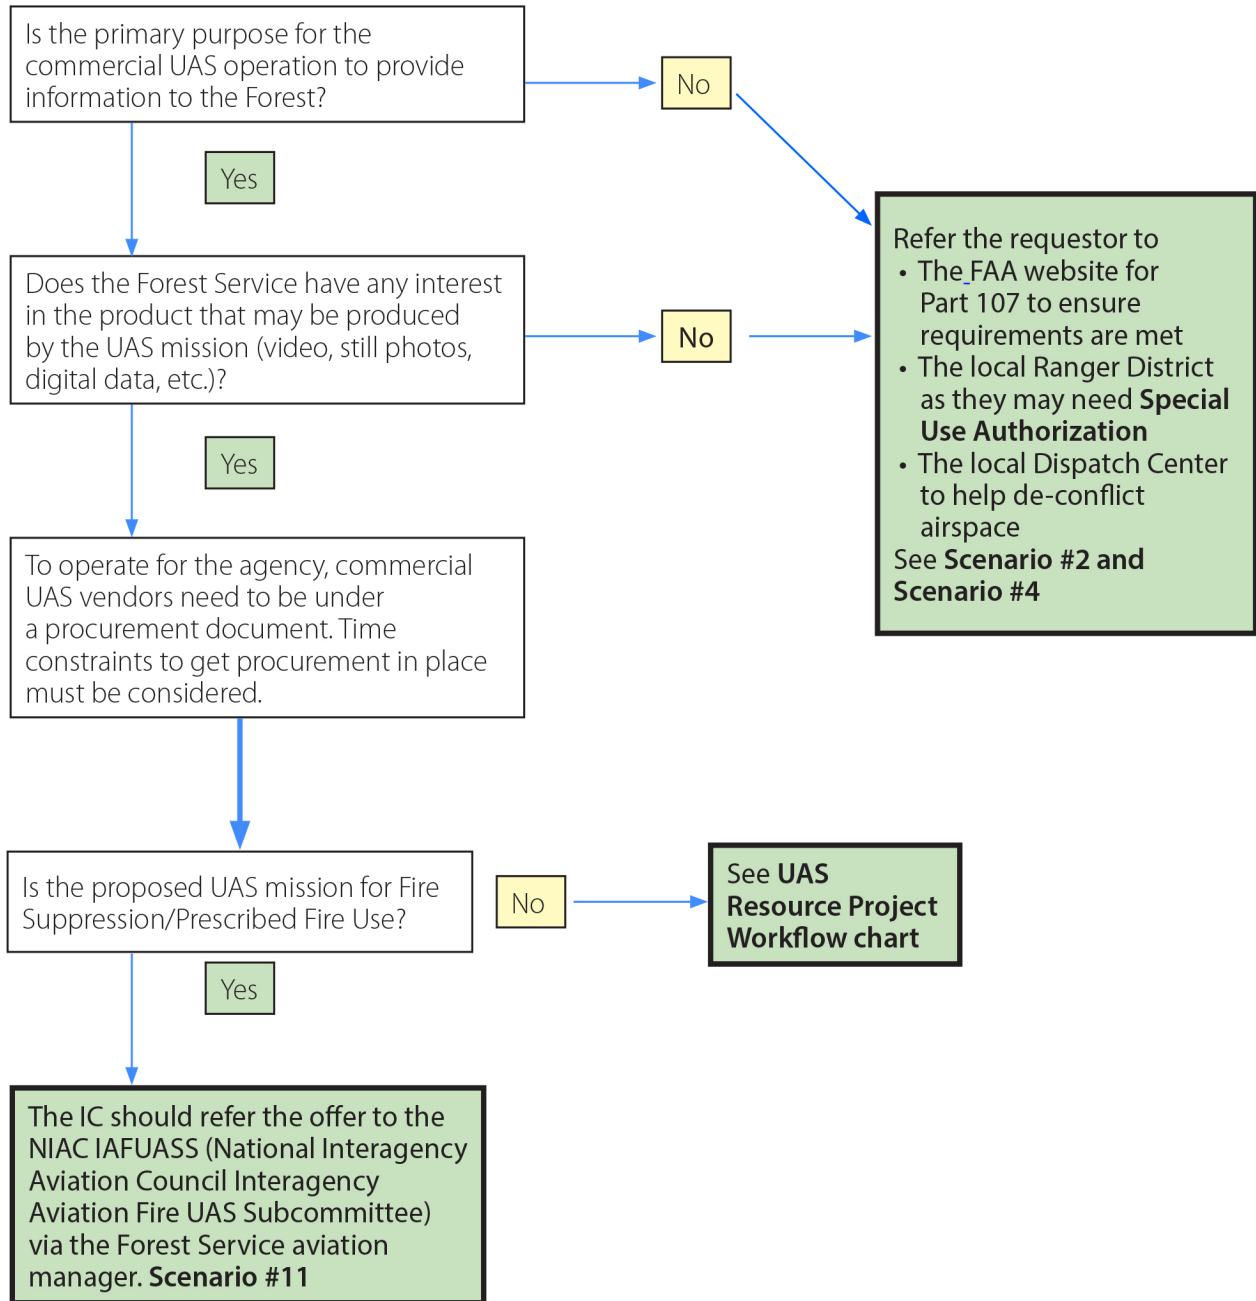 Is the primary purpose for the
commercial UAS operation to provide
information to the Forest?
No
Yes
Does the Forest Service have any interest
in the product that may be produced
by the UAS mission (video, still photos,
digital data, etc.)?
No
Refer the requestor to
• The FAA website for
Part 107 to ensure
requirements are met
• The local Ranger District
as they may need Special
Use Authorization
• The local Dispatch Center
to help de-conflict
airspace
See Scenario #2 and
Scenario #4
Yes
To operate for the agency, commercial
UAS vendors need to be under
a procurement document. Time
constraints to get procurement in place
must be considered.
Is the proposed UAS mission for Fire
Suppression/Prescribed Fire Use?
No
See UAS
Resource Project
Workflow chart
Yes
The IC should refer the offer to the
NIAC IAFUASS (National Interagency
Aviation Council Interagency
Aviation Fire UAS Subcommittee)
via the Forest Service aviation
manager. Scenario #11